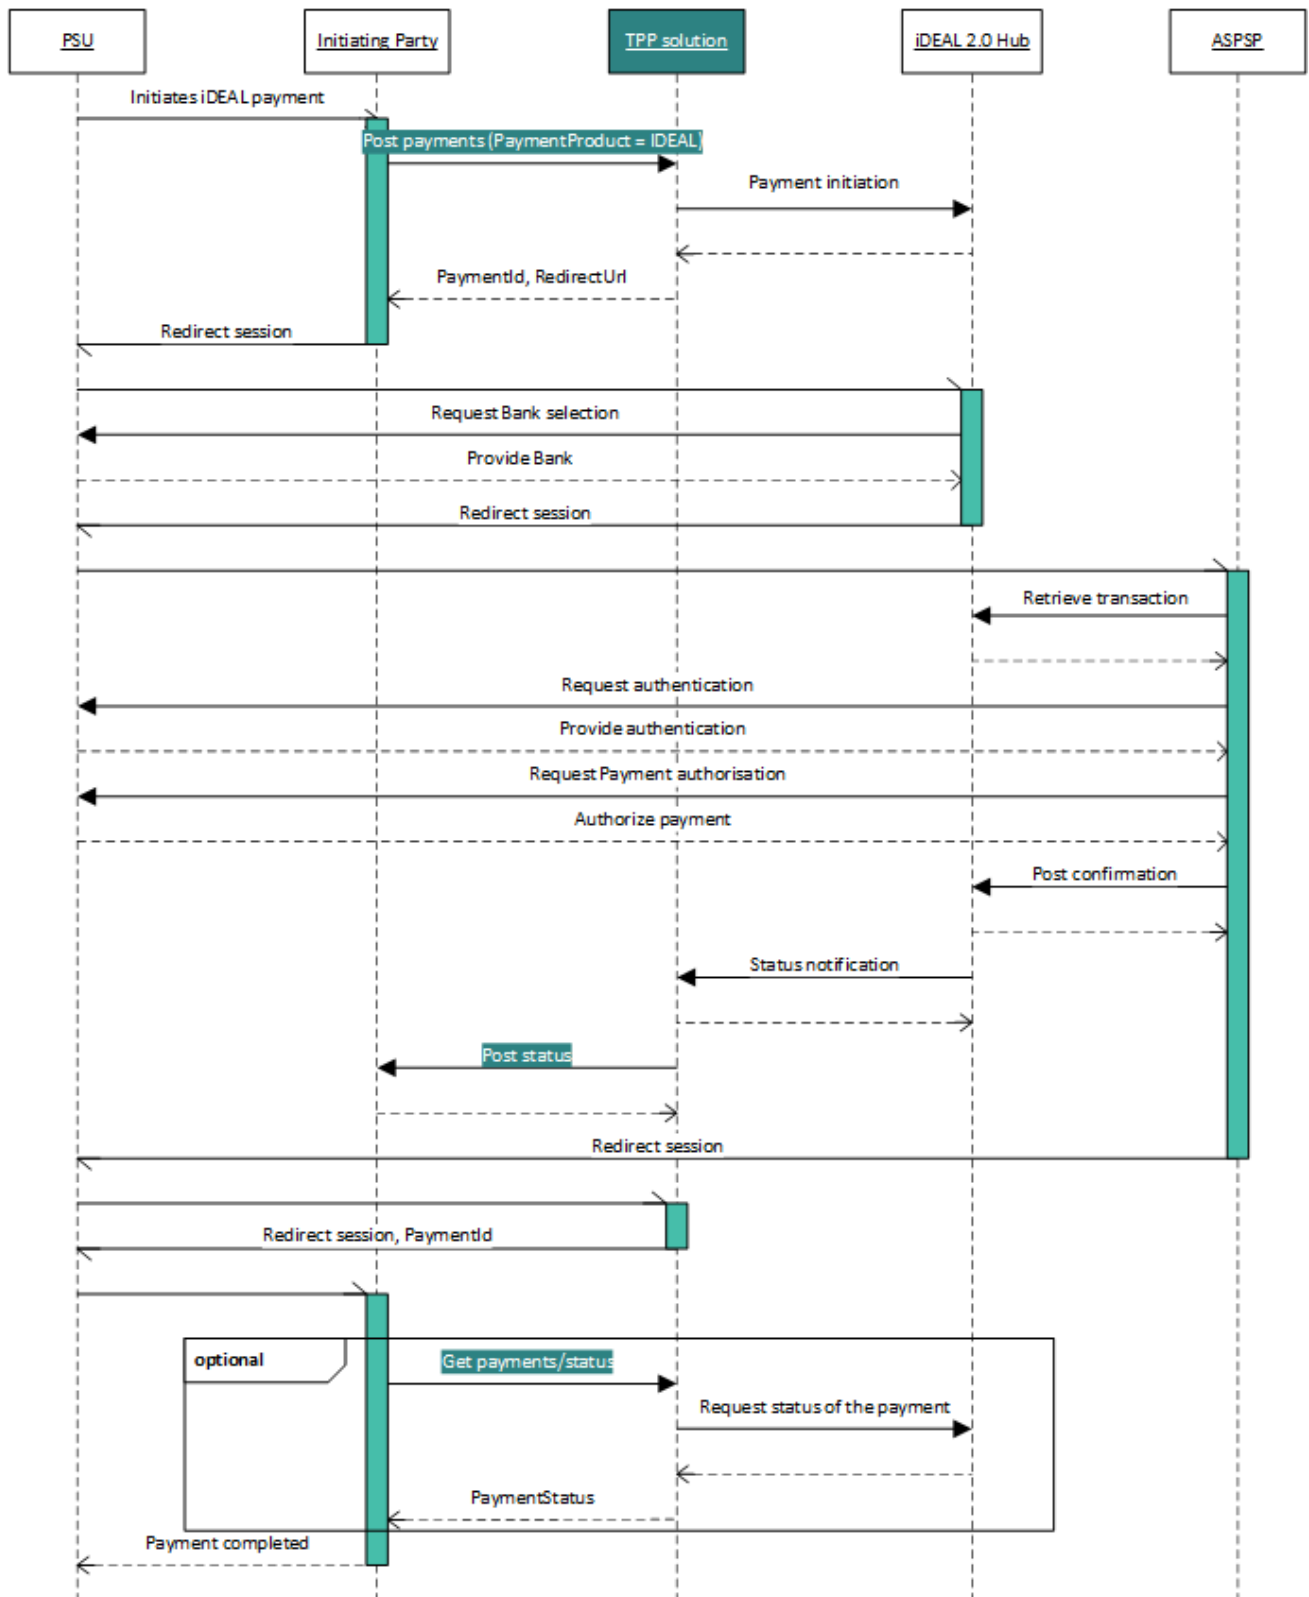 PSU
Initiating Party
TPP solution
iDEAL 2.0 Hub
ASPSP
Initiates iDEAL payment
Post payments (PaymentProduct = IDEAL)
Payment initiation
PaymentId, RedirectUrl
Redirect session
Request Bank selection
Provide Bank
Redirect session
Retrieve transaction
Request authentication
Provide authentication
Request Payment authorisation
Authorize payment
Post confirmation
Status notification
Post status
Redirect session
Redirect session, PaymentId
optional
Get payments/status
Request status of the payment
PaymentStatus
Payment completed